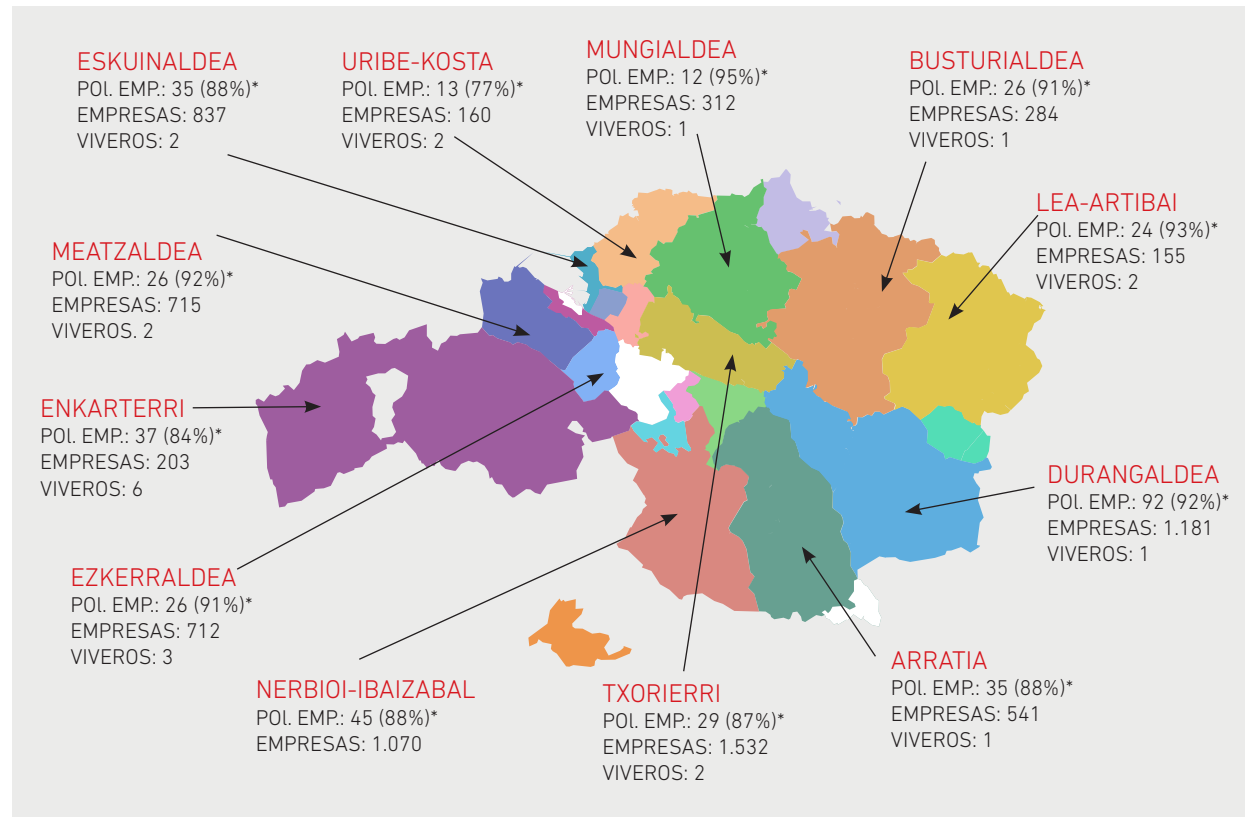 ESKUINALDEA
POL. EMP.: 35 (88%)*
EMPRESAS: 837
VIVEROS: 2
URIBE-KOSTA
POL. EMP.: 13 (77%)*
EMPRESAS: 160
VIVEROS: 2
MUNGIALDEA
POL. EMP.: 12 (95%)*
EMPRESAS: 312
VIVEROS: 1
BUSTURIALDEA
POL. EMP.: 26 (91%)*
EMPRESAS: 284
VIVEROS: 1
LEA-ARTIBAI
POL. EMP.: 24 (93%)*
EMPRESAS: 155
VIVEROS: 2
MEATZALDEA
POL. EMP.: 26 (92%)*
EMPRESAS: 715
VIVEROS. 2
ENKARTERRI
POL. EMP.: 37 (84%)*
EMPRESAS: 203
VIVEROS: 6
DURANGALDEA
POL. EMP.: 92 (92%)*
EMPRESAS: 1.181
VIVEROS: 1
EZKERRALDEA
POL. EMP.: 26 (91%)*
EMPRESAS: 712
VIVEROS: 3
NERBIOI-IBAIZABAL
POL. EMP.: 45 (88%)*
EMPRESAS: 1.070
TXORIERRI
POL. EMP.: 29 (87%)*
EMPRESAS: 1.532
VIVEROS: 2
ARRATIA
POL. EMP.: 35 (88%)*
EMPRESAS: 541
VIVEROS: 1